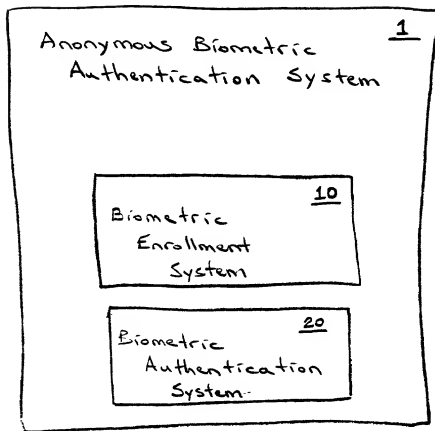 1
Anonymous Biometric
Authentication System
10
Biometric
Enrollment
System
20
Biometric
Authentication
System